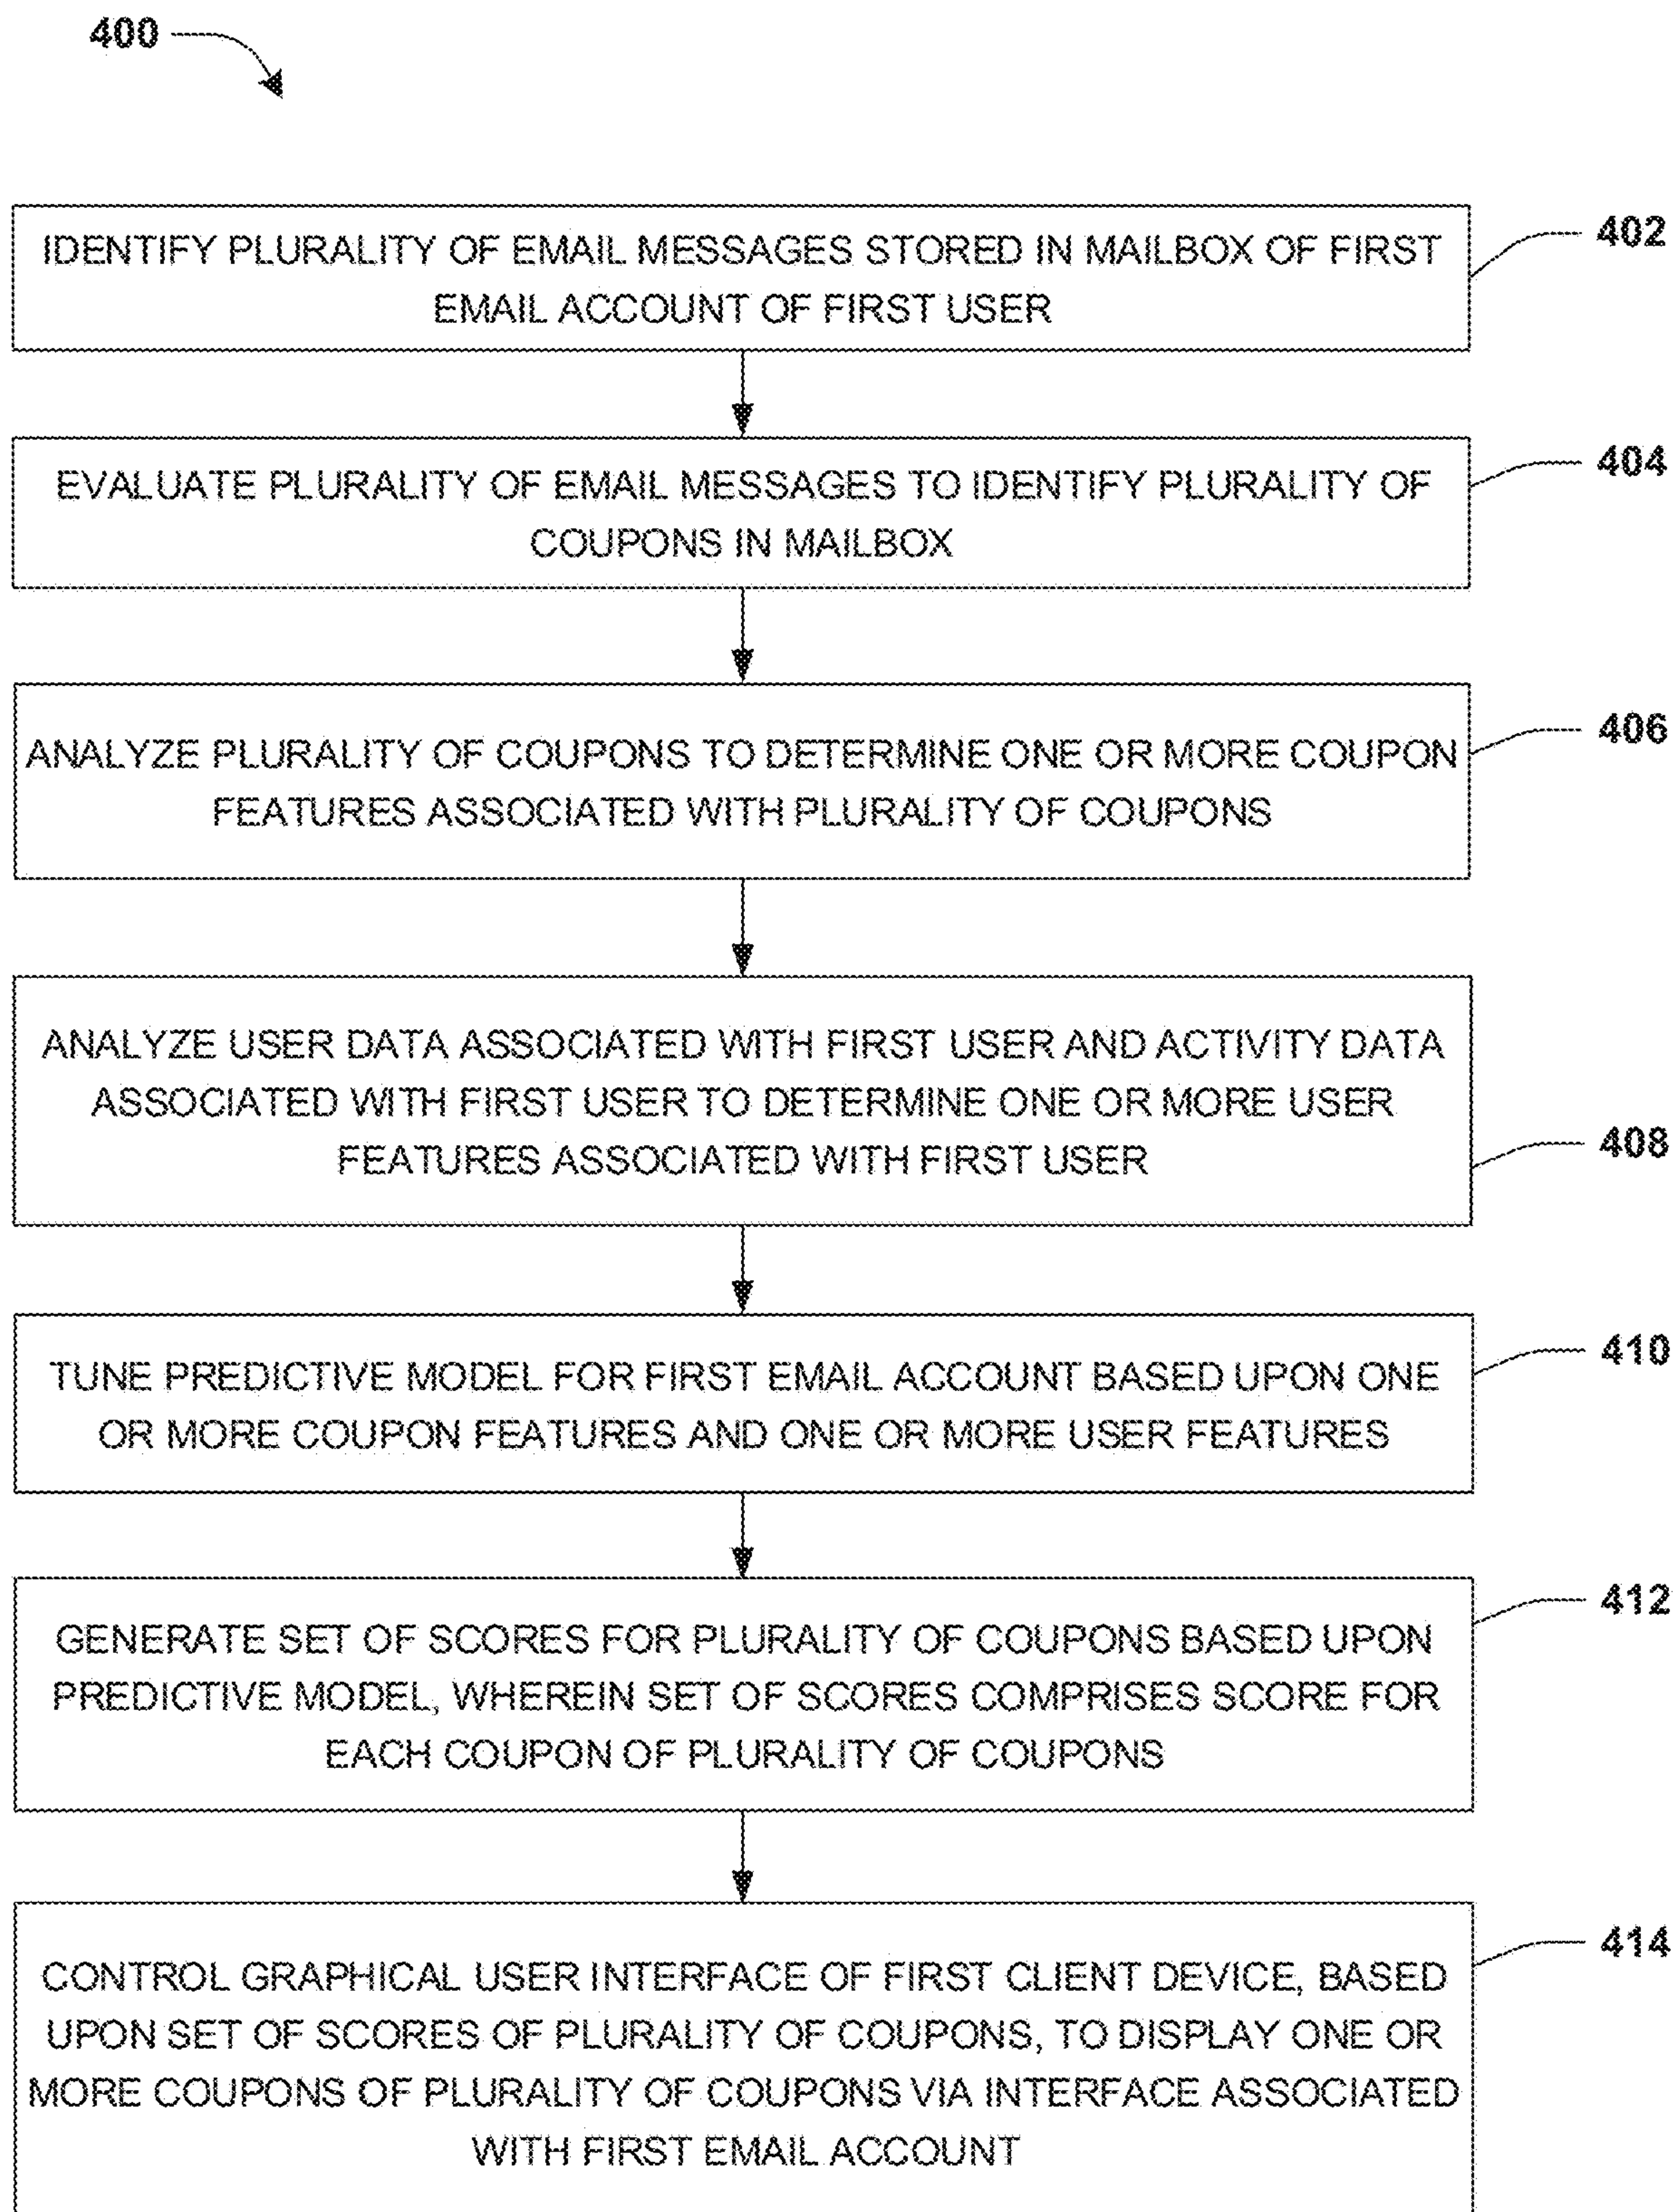 400
IDENTIFY PLURALITY OF EMAIL MESSAGES STORED IN MAILBOX OF FIRST
EMAIL ACCOUNT OF FIRST USER
402
EVALUATE PLURALITY OF EMAIL MESSAGES TO IDENTIFY PLURALITY OF
COUPONS IN MAILBOX
404
ANALYZE PLURALITY OF COUPONS TO DETERMINE ONE OR MORE COUPON
FEATURES ASSOCIATED WITH PLURALITY OF COUPONS
406
ANALYZE USER DATA ASSOCIATED WITH FIRST USER AND ACTIVITY DATA
ASSOCIATED WITH FIRST USER TO DETERMINE ONE OR MORE USER
FEATURES ASSOCIATED WITH FIRST USER
408
TUNE PREDICTIVE MODEL FOR FIRST EMAIL ACCOUNT BASED UPON ONE
OR MORE COUPON FEATURES AND ONE OR MORE USER FEATURES
410
GENERATE SET OF SCORES FOR PLURALITY OF COUPONS BASED UPON
PREDICTIVE MODEL, WHEREIN SET OF SCORES COMPRISES SCORE FOR
EACH COUPON OF PLURALITY OF COUPONS
412
CONTROL GRAPHICAL USER INTERFACE OF FIRST CLIENT DEVICE, BASED
UPON SET OF SCORES OF PLURALITY OF COUPONS, TO DISPLAY ONE OR
MORE COUPONS OF PLURALITY OF COUPONS VIA INTERFACE ASSOCIATED
WITH FIRST EMAIL ACCOUNT
414